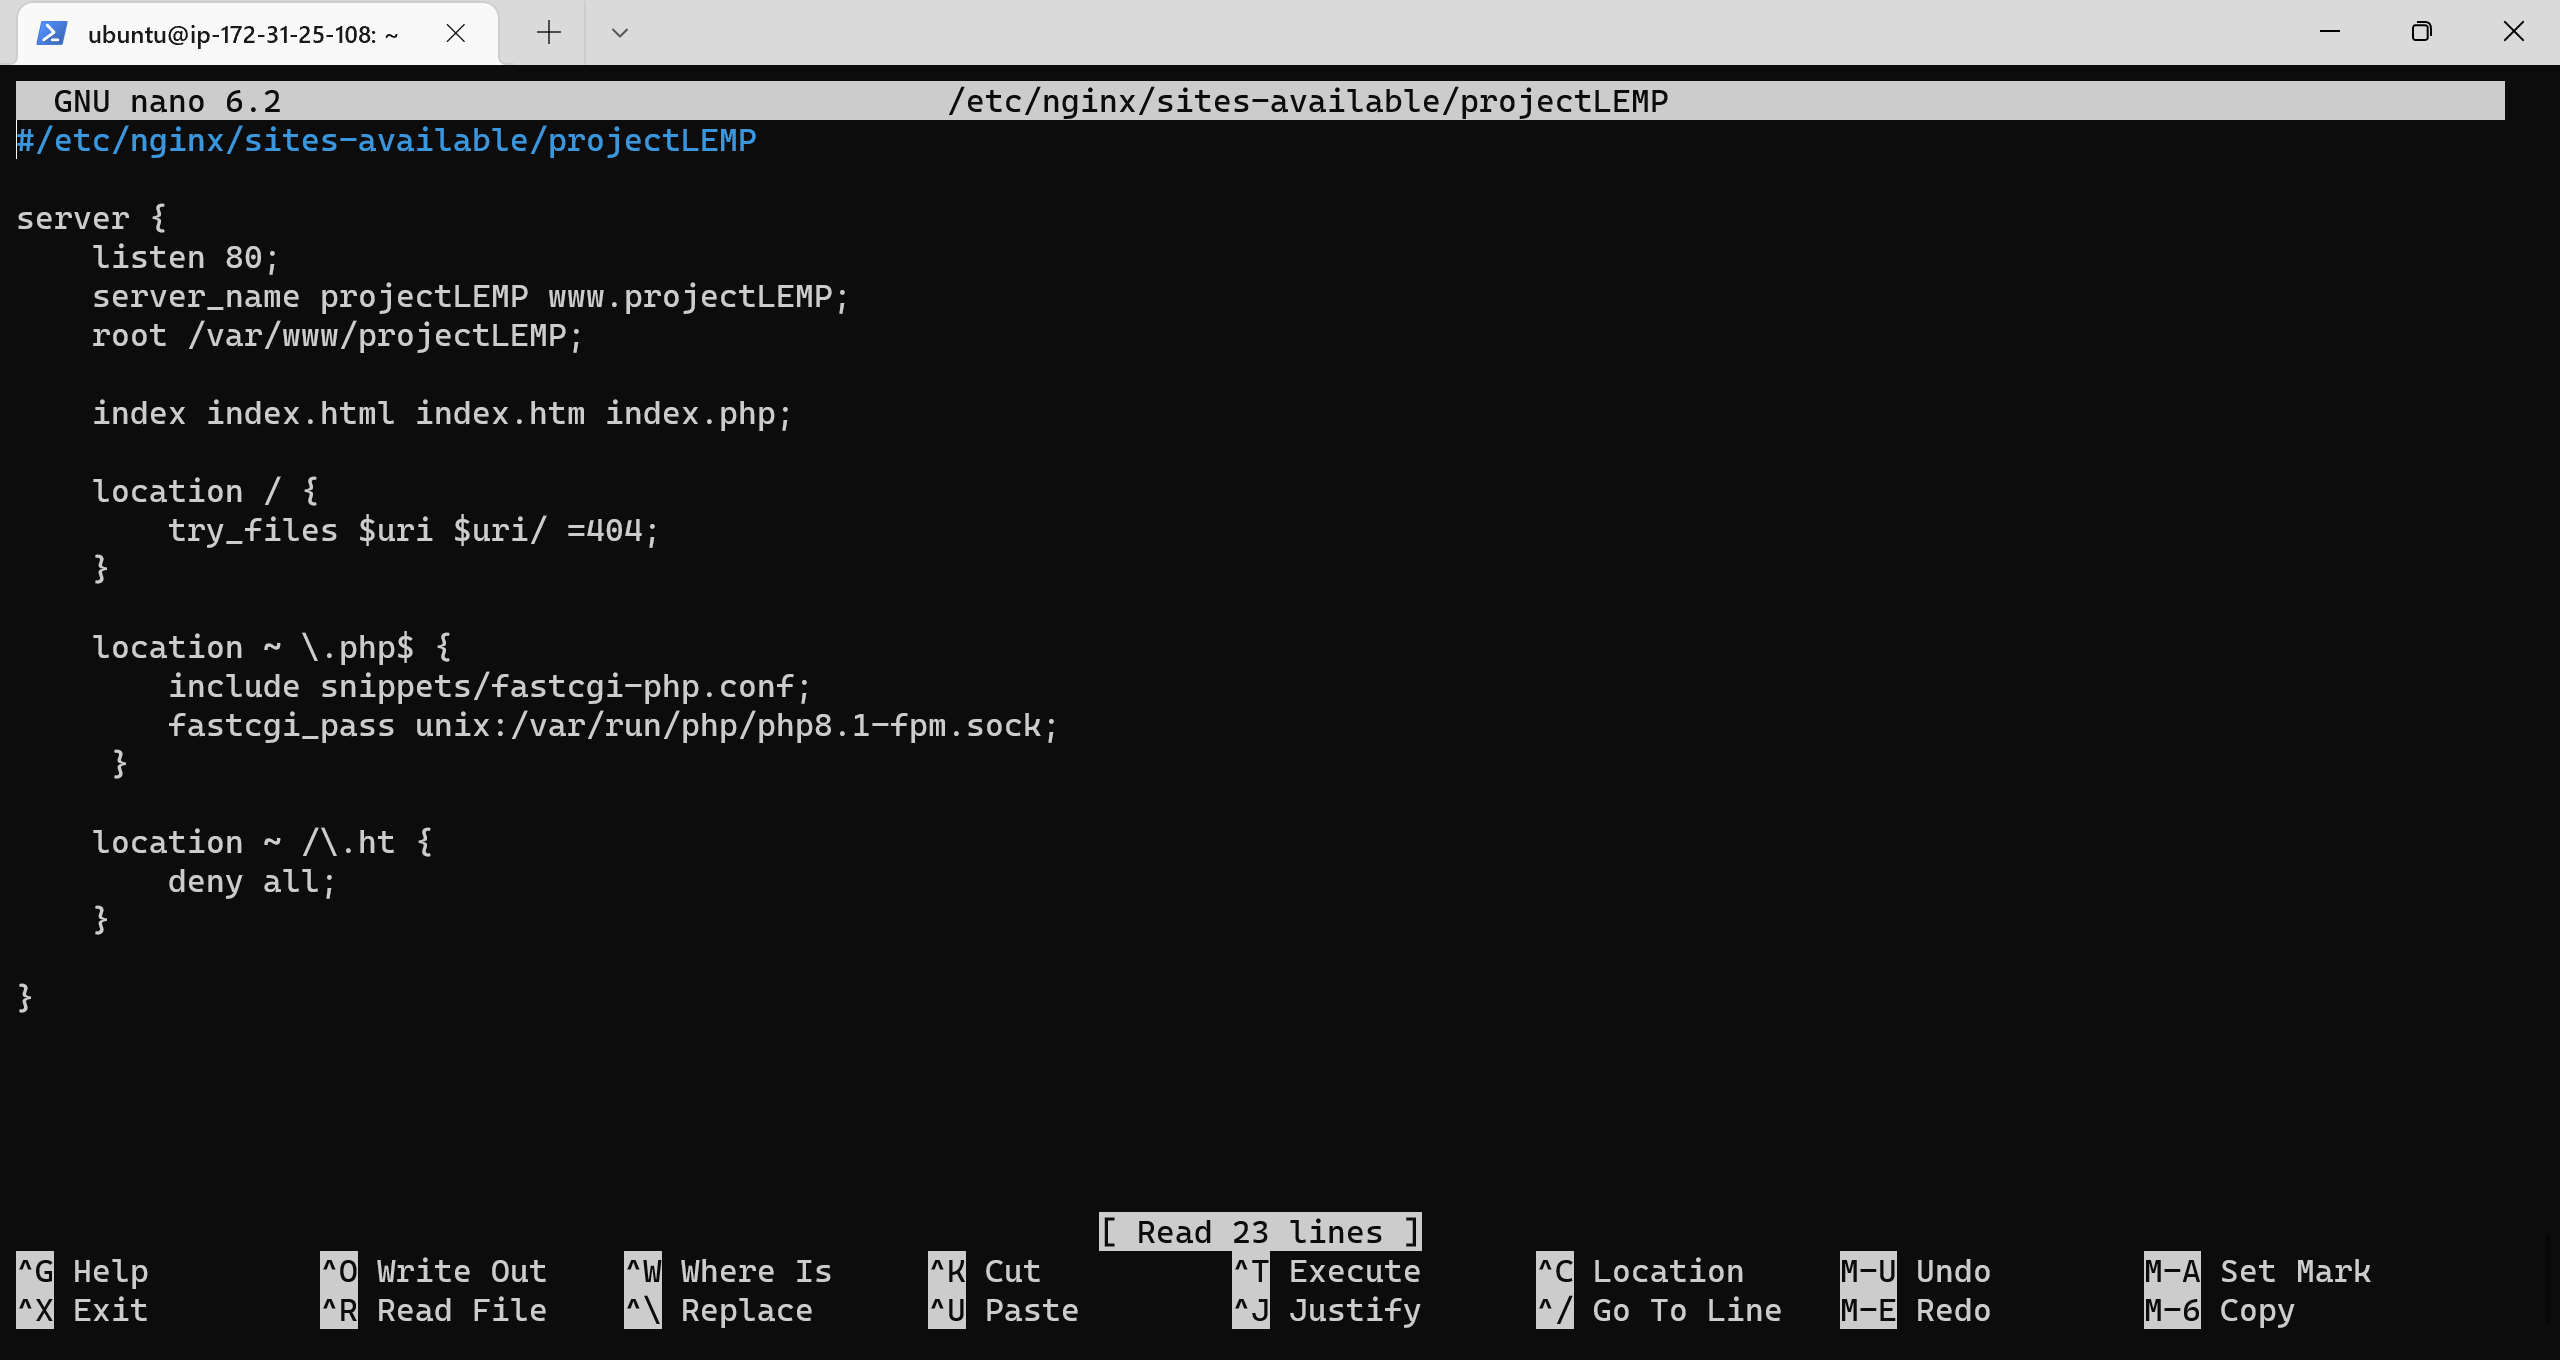 ubuntu@ip-172-31-25-108: ~
GNU nano 6.2 /etc/nginx/sites-available/projectLEMP
#/etc/nginx/sites-available/projectLEMP
server {
listen 80;
server_name projectLEMP www.projectLEMP;
root /var/www/projectLEMP;
index index.html index.htm index.php;
location / {
try_files $uri $uri/ =404;
}
location ~ \.php$ {
include snippets/fastcgi-php.conf;
fastcgi_pass unix:/var/run/php/php8.1-fpm.sock;
}
location ~ /\.ht {
deny all;
}
}
[ Read 23 lines ]
^G Help ^O Write Out ^W Where Is ^K Cut ^T Execute ^C Location M-U Undo M-A Set Mark
^X Exit ^R Read File ^\ Replace ^U Paste ^J Justify ^/ Go To Line M-E Redo M-6 Copy